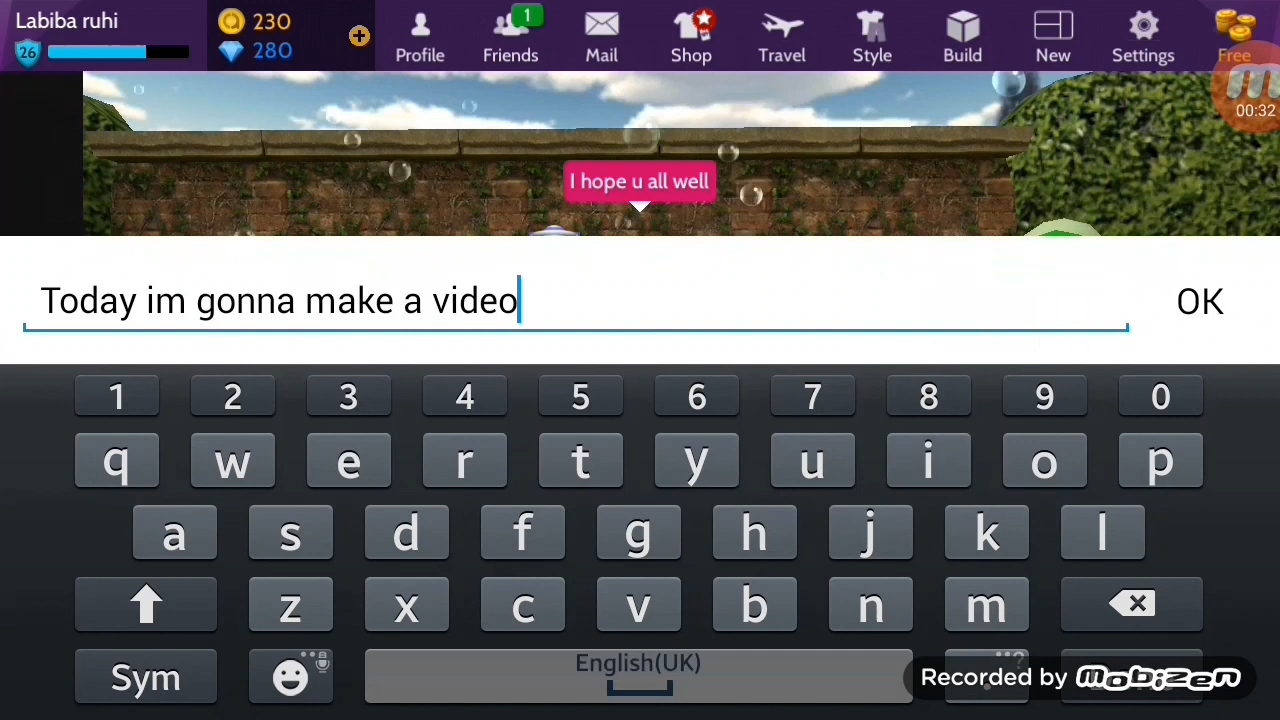 Labiba ruhi
26
230
280
1
Profile
Friends
Mail
Shop
Travel
Style
Build
New
Settings
Free
00:32
I hope u all well
Today im gonna make a video
OK
1 2 3 4 5 6 7 8 9 0
q w e r t y u i o p
a s d f g h j k l
z x c v b n m
Sym
English(UK)
Recorded by mobizen